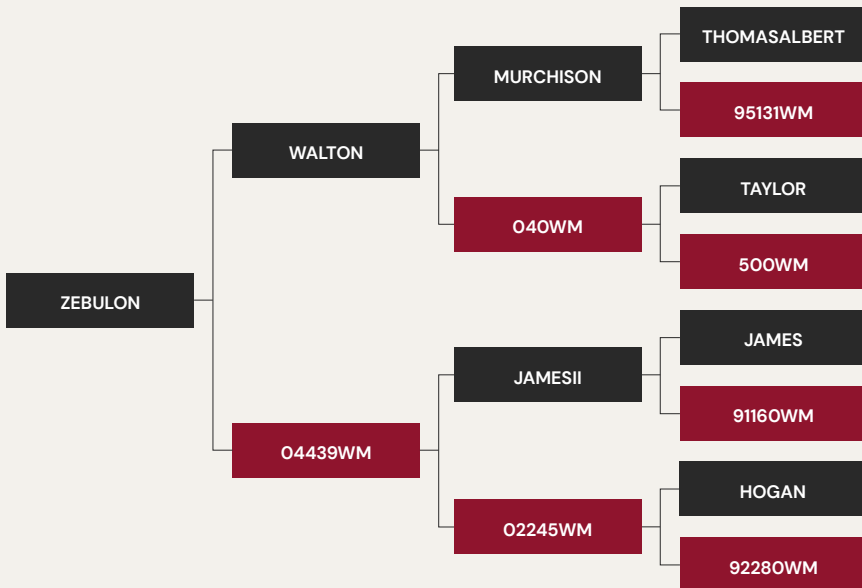 THOMASALBERT
MURCHISON
95131WM
WALTON
TAYLOR
040WM
500WM
ZEBULON
JAMES
JAMESII
91160WM
04439WM
HOGAN
02245WM
92280WM